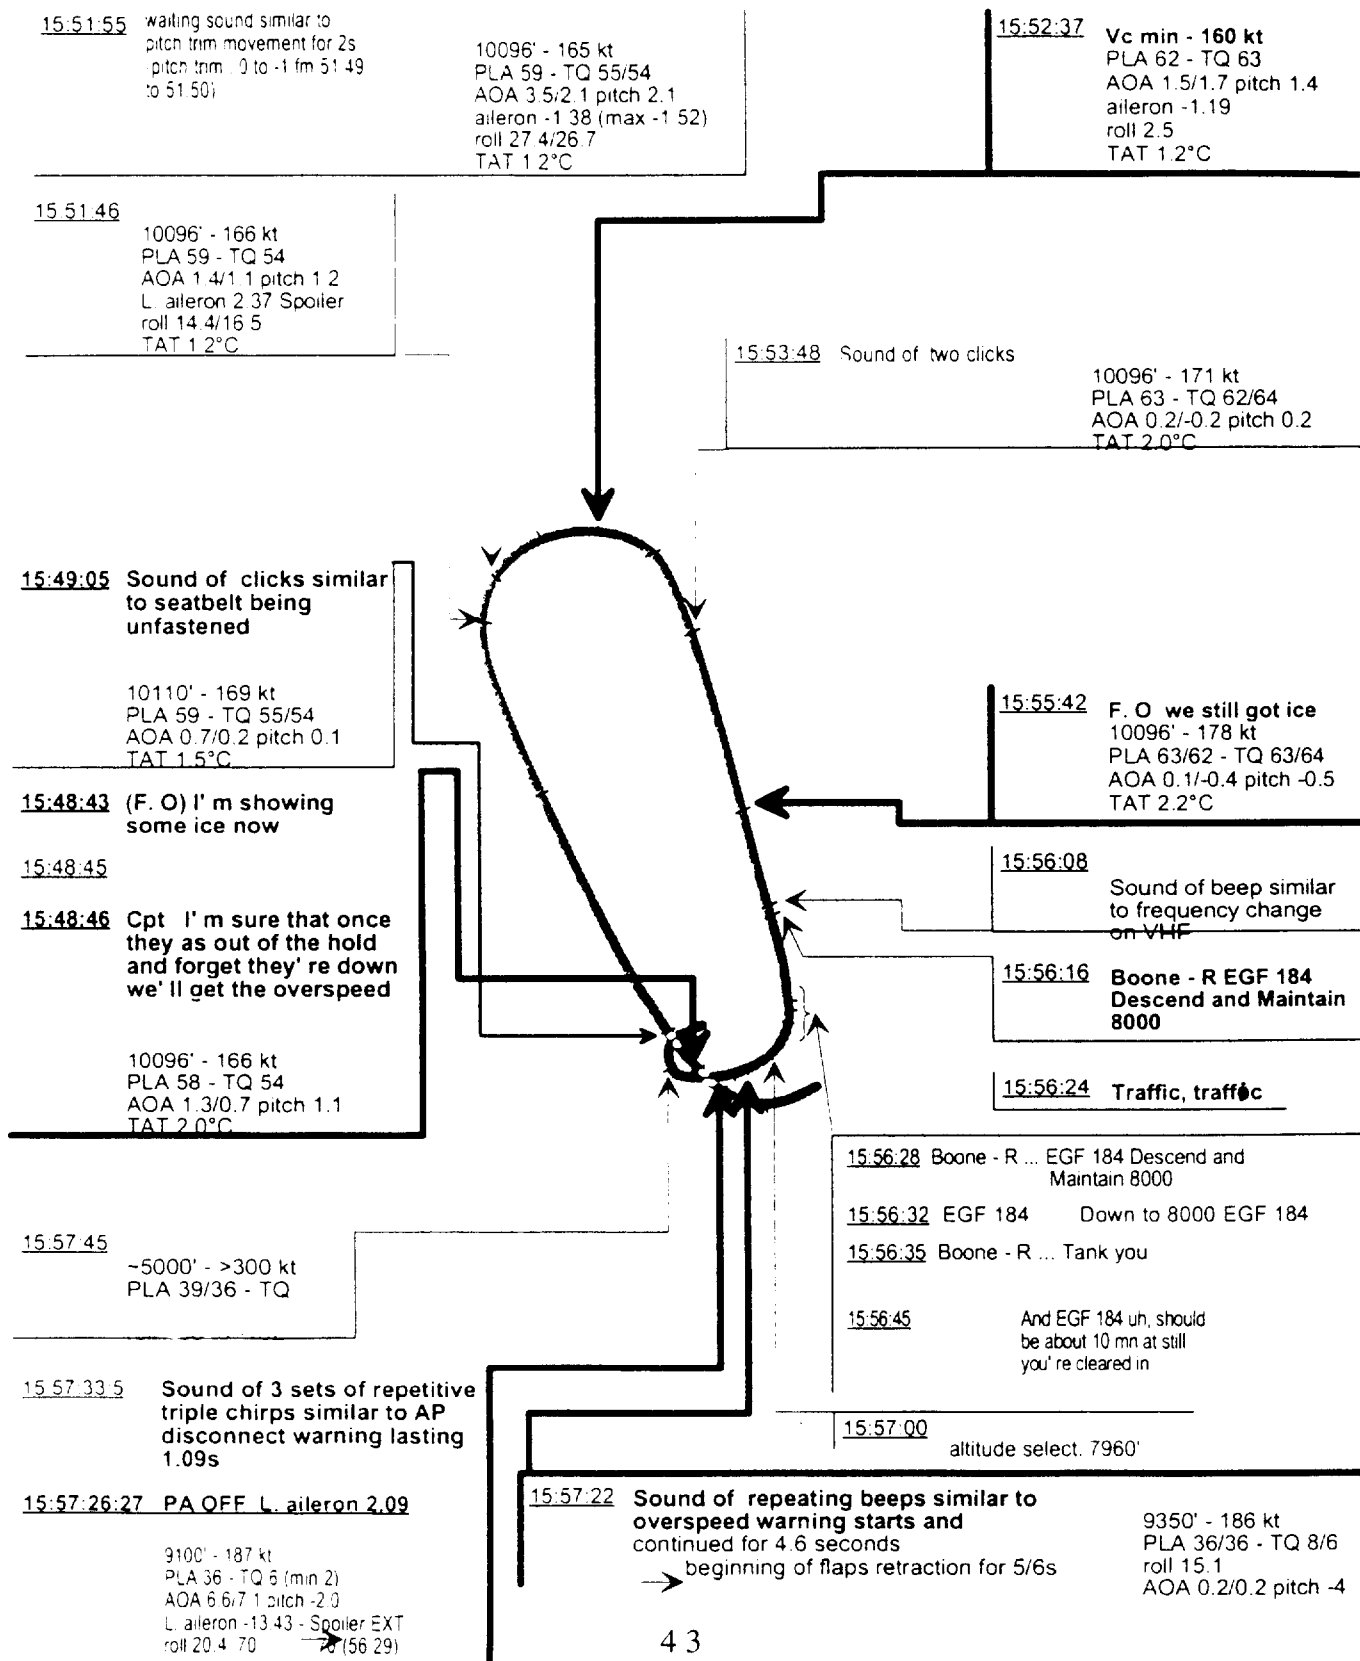 15:51:55 wailing sound similar to
pitch trim movement for 2s
(pitch trim .0 to -1 fm 51 49
to 51.50)
10096' - 165 kt
PLA 59 - TQ 55/54
AOA 3.5/2.1 pitch 2.1
aileron -1 38 (max -1 52)
roll 27.4/26.7
TAT 1 2°C
15:52:37 Vc min - 160 kt
PLA 62 - TQ 63
AOA 1.5/1.7 pitch 1.4
aileron -1.19
roll 2.5
TAT 1.2°C
15:51:46
10096' - 166 kt
PLA 59 - TQ 54
AOA 1.4/1.1 pitch 1 2
L. aileron 2.37 Spoiler
roll 14.4/16 5
TAT 1 2°C
15:53:48 Sound of two clicks
10096' - 171 kt
PLA 63 - TQ 62/64
AOA 0.2/-0.2 pitch 0.2
TAT 2.0°C
15:49:05 Sound of clicks similar
to seatbelt being
unfastened
10110' - 169 kt
PLA 59 - TQ 55/54
AOA 0.7/0.2 pitch 0.1
TAT 1.5°C
15:55:42 F. O we still got ice
10096' - 178 kt
PLA 63/62 - TQ 63/64
AOA 0.1/-0.4 pitch -0.5
TAT 2.2°C
15:48:43 (F. O) I' m showing
some ice now
15:48:45
15:48:46 Cpt I' m sure that once
they as out of the hold
and forget they' re down
we' ll get the overspeed
10096' - 166 kt
PLA 58 - TQ 54
AOA 1.3/0.7 pitch 1.1
TAT 2.0°C
15:56:08
Sound of beep similar
to frequency change
on VHF
15:56:16 Boone - R EGF 184
Descend and Maintain
8000
15:56:24 Traffic, traffic
15:56:28 Boone - R ... EGF 184 Descend and
Maintain 8000
15:56:32 EGF 184 Down to 8000 EGF 184
15:56:35 Boone - R ... Tank you
15:56:45 And EGF 184 uh, should
be about 10 mn at still
you' re cleared in
15:57:00
altitude select. 7960'
15:57:45
~5000' - >300 kt
PLA 39/36 - TQ
15:57:33:5 Sound of 3 sets of repetitive
triple chirps similar to AP
disconnect warning lasting
1.09s
15:57:26:27 PA OFF L. aileron 2.09
9100' - 187 kt
PLA 36 - TQ 6 (min 2)
AOA 6.6/7 1 pitch -2.0
L. aileron -13.43 - Spoiler EXT
roll 20.4 70 (56 29)
15:57:22 Sound of repeating beeps similar to
overspeed warning starts and
continued for 4.6 seconds
beginning of flaps retraction for 5/6s
9350' - 186 kt
PLA 36/36 - TQ 8/6
roll 15.1
AOA 0.2/0.2 pitch -4
43